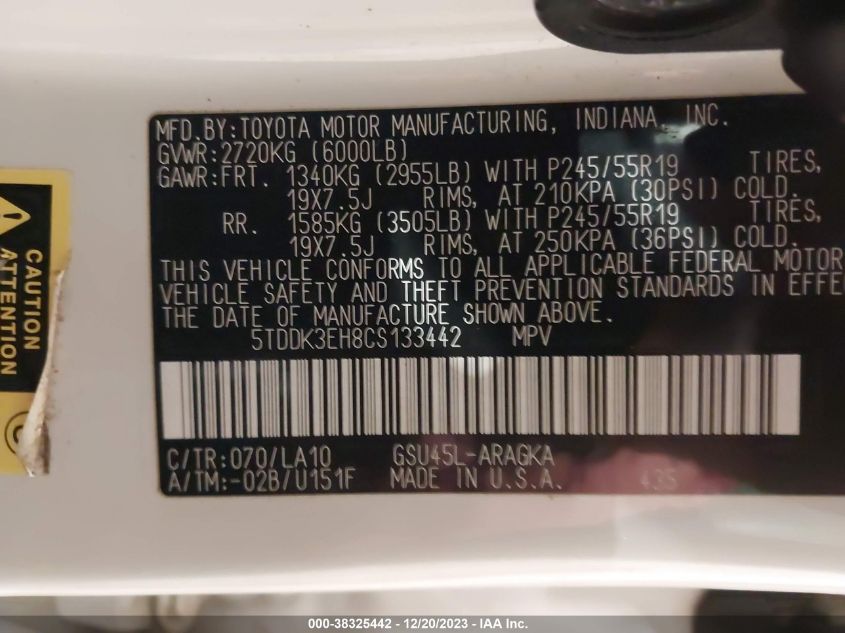 MFD.BY:TOYOTA MOTOR MANUFACTURING, INDIANA, INC.
GVWR:2720KG (6000LB)
GAWR:FRT. 1340KG (2955LB) WITH P245/55R19 TIRES,
19X7.5J RIMS, AT 210KPA (30PSI) COLD.
RR. 1585KG (3505LB) WITH P245/55R19 TIRES,
19X7.5J RIMS, AT 250KPA (36PSI) COLD.
THIS VEHICLE CONFORMS TO ALL APPLICABLE FEDERAL MOTOR
VEHICLE SAFETY AND THEFT PREVENTION STANDARDS IN EFFE
THE DATE OF MANUFACTURE SHOWN ABOVE.
5TDDK3EH8CS133442 MPV
C/TR:070/LA10 GSU45L-ARAGKA
A/TM:-02B/U151F MADE IN U.S.A. 435
CAUTION
ATTENTION
000-38325442 - 12/20/2023 - IAA Inc.